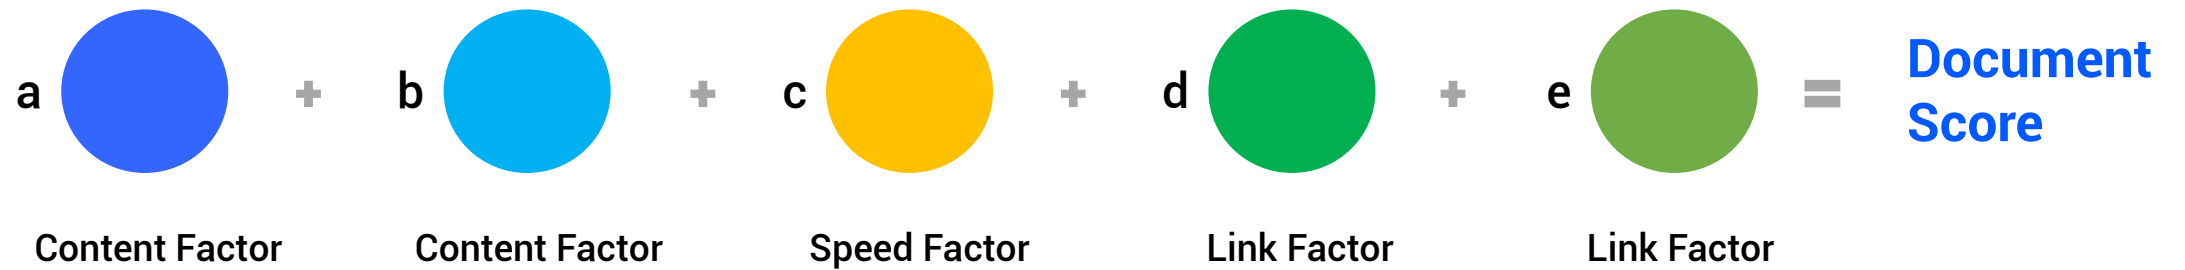 a + b + c + d + e = Document
Score
Content Factor Content Factor Speed Factor Link Factor Link Factor